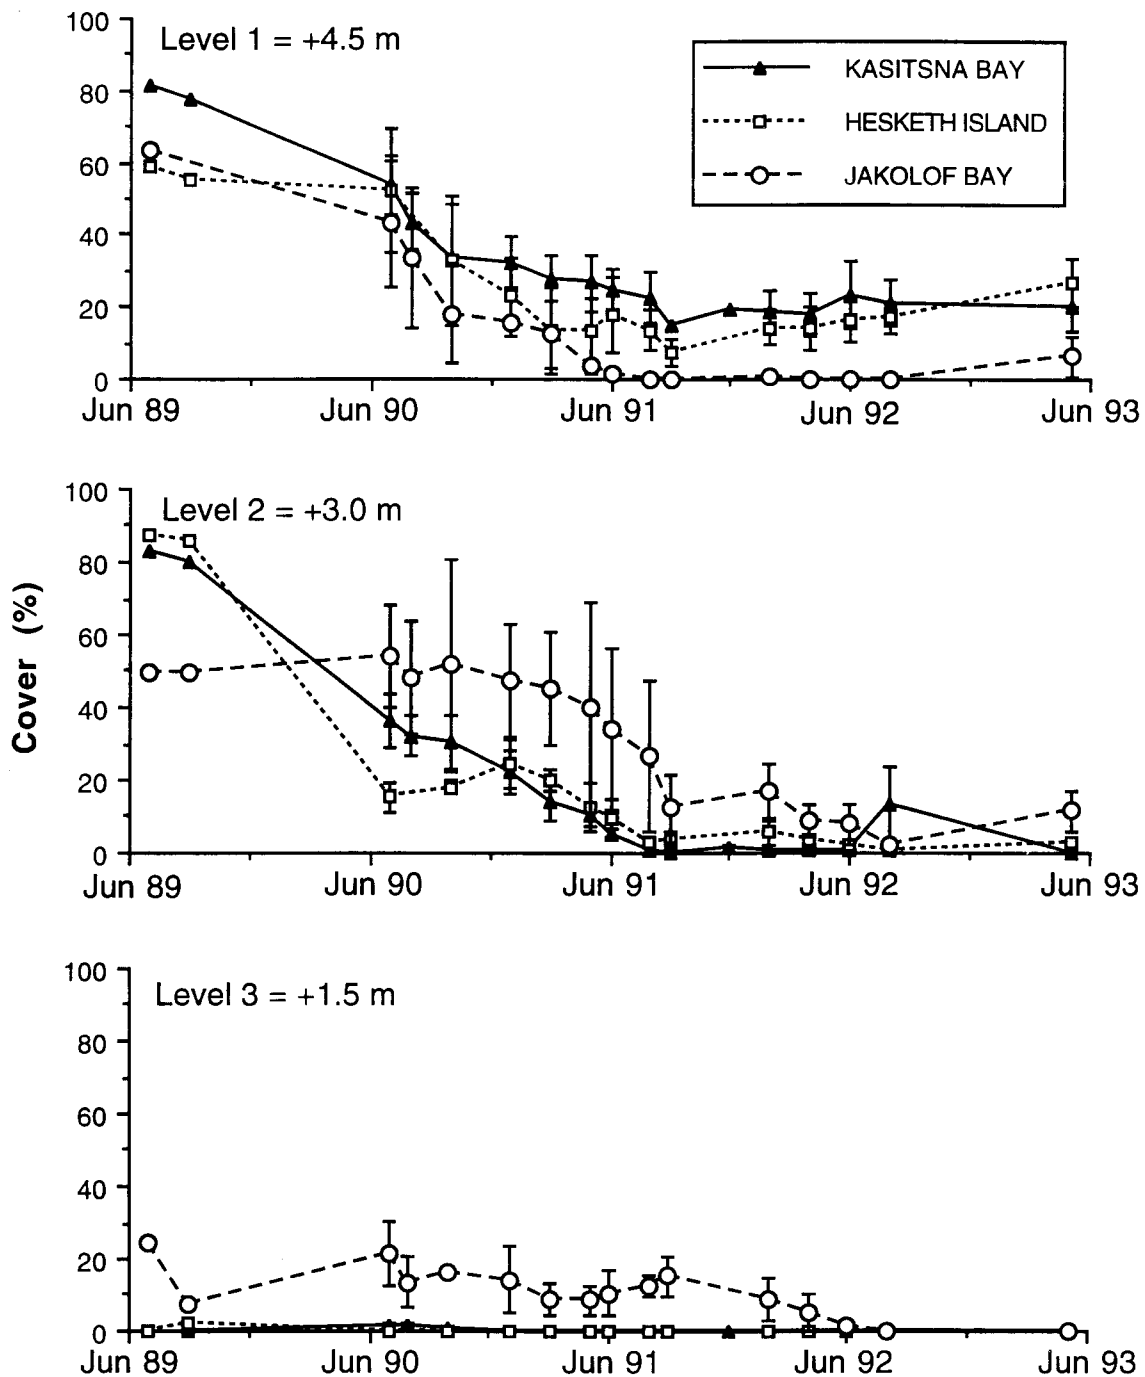 100
80
60
40
20
0
Level 1 = +4.5 m
KASITSNA BAY
HESKETH ISLAND
JAKOLOF BAY
Jun 89 Jun 90 Jun 91 Jun 92 Jun 93
Cover (%)
100
80
60
40
20
0
Level 2 = +3.0 m
Jun 89 Jun 90 Jun 91 Jun 92 Jun 93
100
80
60
40
20
0
Level 3 = +1.5 m
Jun 89 Jun 90 Jun 91 Jun 92 Jun 93